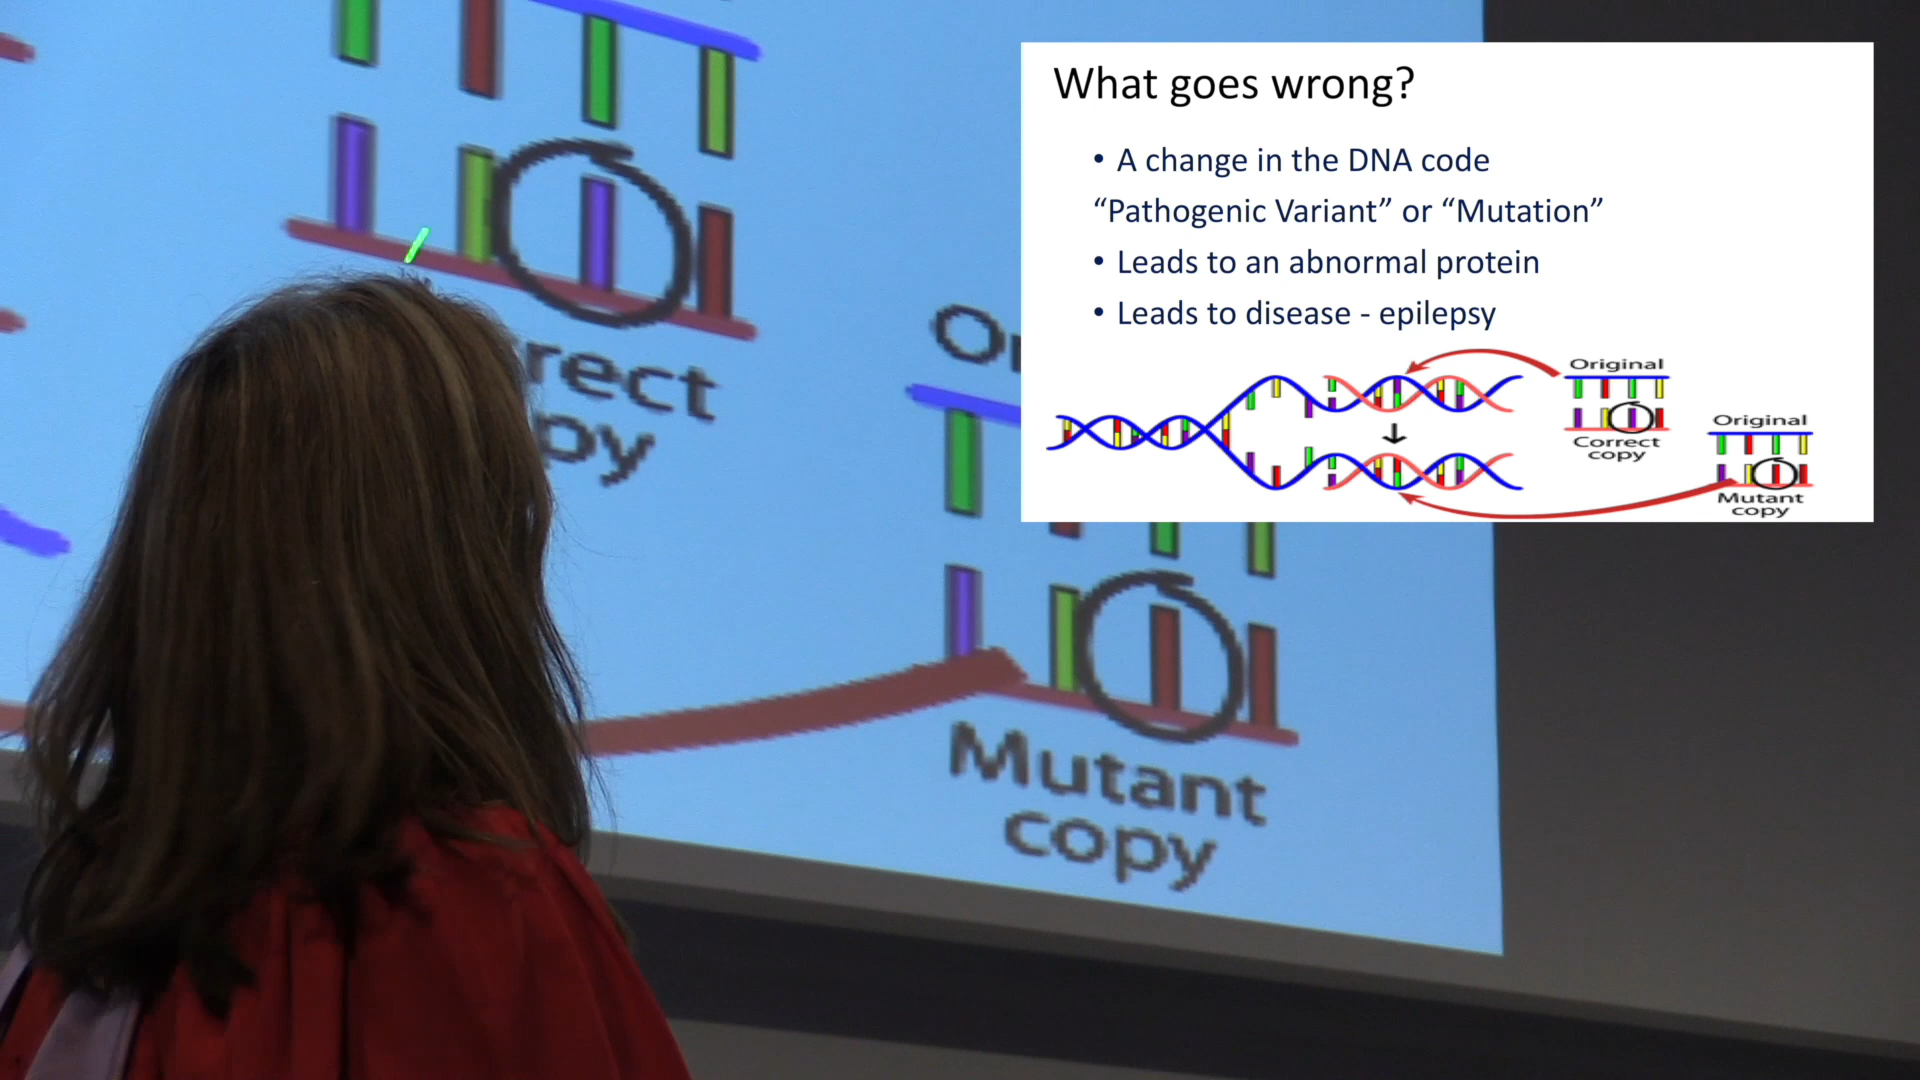 What goes wrong?
• A change in the DNA code
“Pathogenic Variant” or “Mutation”
• Leads to an abnormal protein
• Leads to disease - epilepsy
Original
Correct
copy
Original
Mutant
copy
rect
py
Or
Mutant
copy